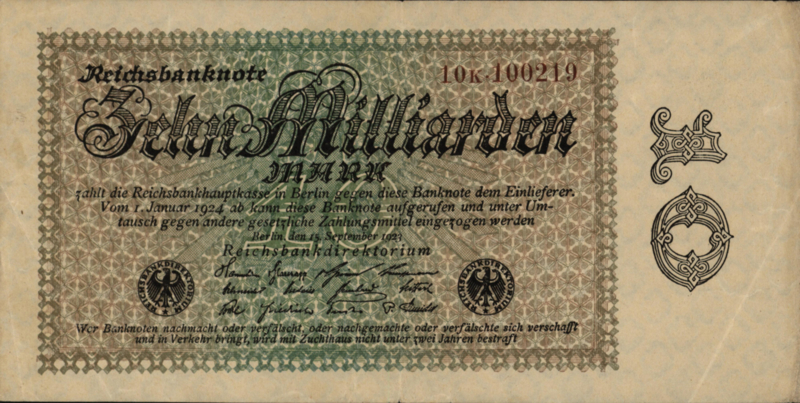 Reichsbanknote
10K·100219
Zehn Milliarden
MARK
zahlt die Reichsbankhauptkasse in Berlin gegen diese Banknote dem Einlieferer.
Vom 1. Januar 1924 ab kann diese Banknote aufgerufen und unter Um-
tausch gegen andere gesetzliche Zahlungsmittel eingezogen werden
Berlin, den 15. September 1923
Reichsbankdirektorium
REICHSBANKDIREKTORIUM
REICHSBANKDIREKTORIUM
Wer Banknoten nachmacht oder verfälscht, oder nachgemachte oder verfälschte sich verschafft
und in Verkehr bringt, wird mit Zuchthaus nicht unter zwei Jahren bestraft
10